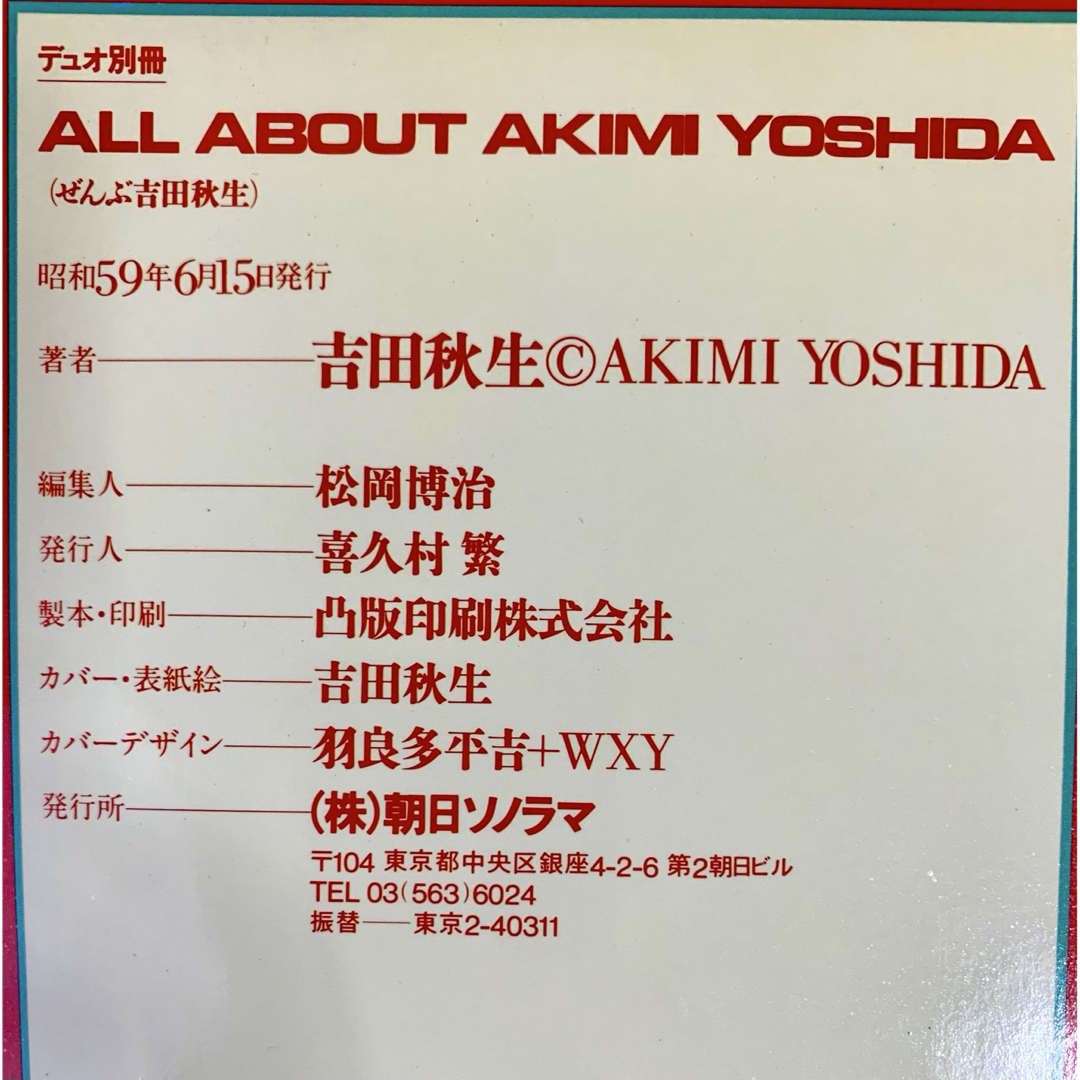 デュオ別冊
ALL ABOUT AKIMI YOSHIDA
(ぜんぶ吉田秋生)
昭和59年6月15日発行
著者――吉田秋生©AKIMI YOSHIDA
編集人――松岡博治
発行人――喜久村 繁
製本・印刷――凸版印刷株式会社
カバー・表紙絵――吉田秋生
カバーデザイン――羽良多平吉+WXY
発行所――(株)朝日ソノラマ
〒104 東京都中央区銀座4-2-6 第2朝日ビル
TEL 03(563)6024
振替――東京2-40311